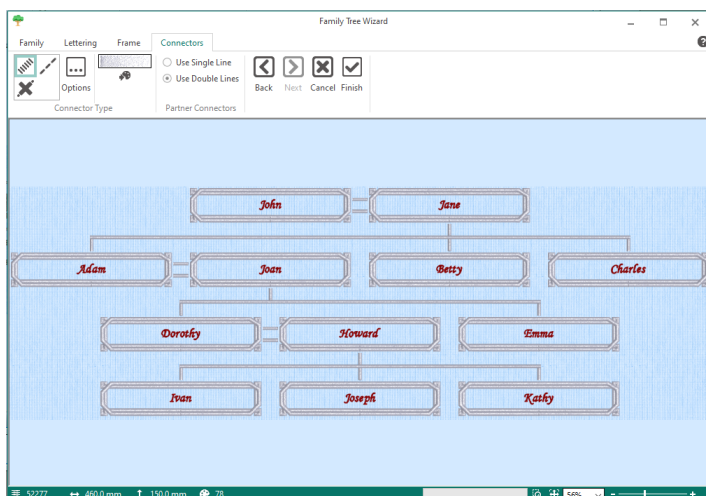 Family Tree Wizard
Family Lettering Frame Connectors
Use Single Line
Use Double Lines
Options
Back Next Cancel Finish
Connector Type
Partner Connectors
John Jane
Adam Joan Betty Charles
Dorothy Howard Emma
Ivan Joseph Kathy
52277 460.0 mm 150.0 mm 78 56%